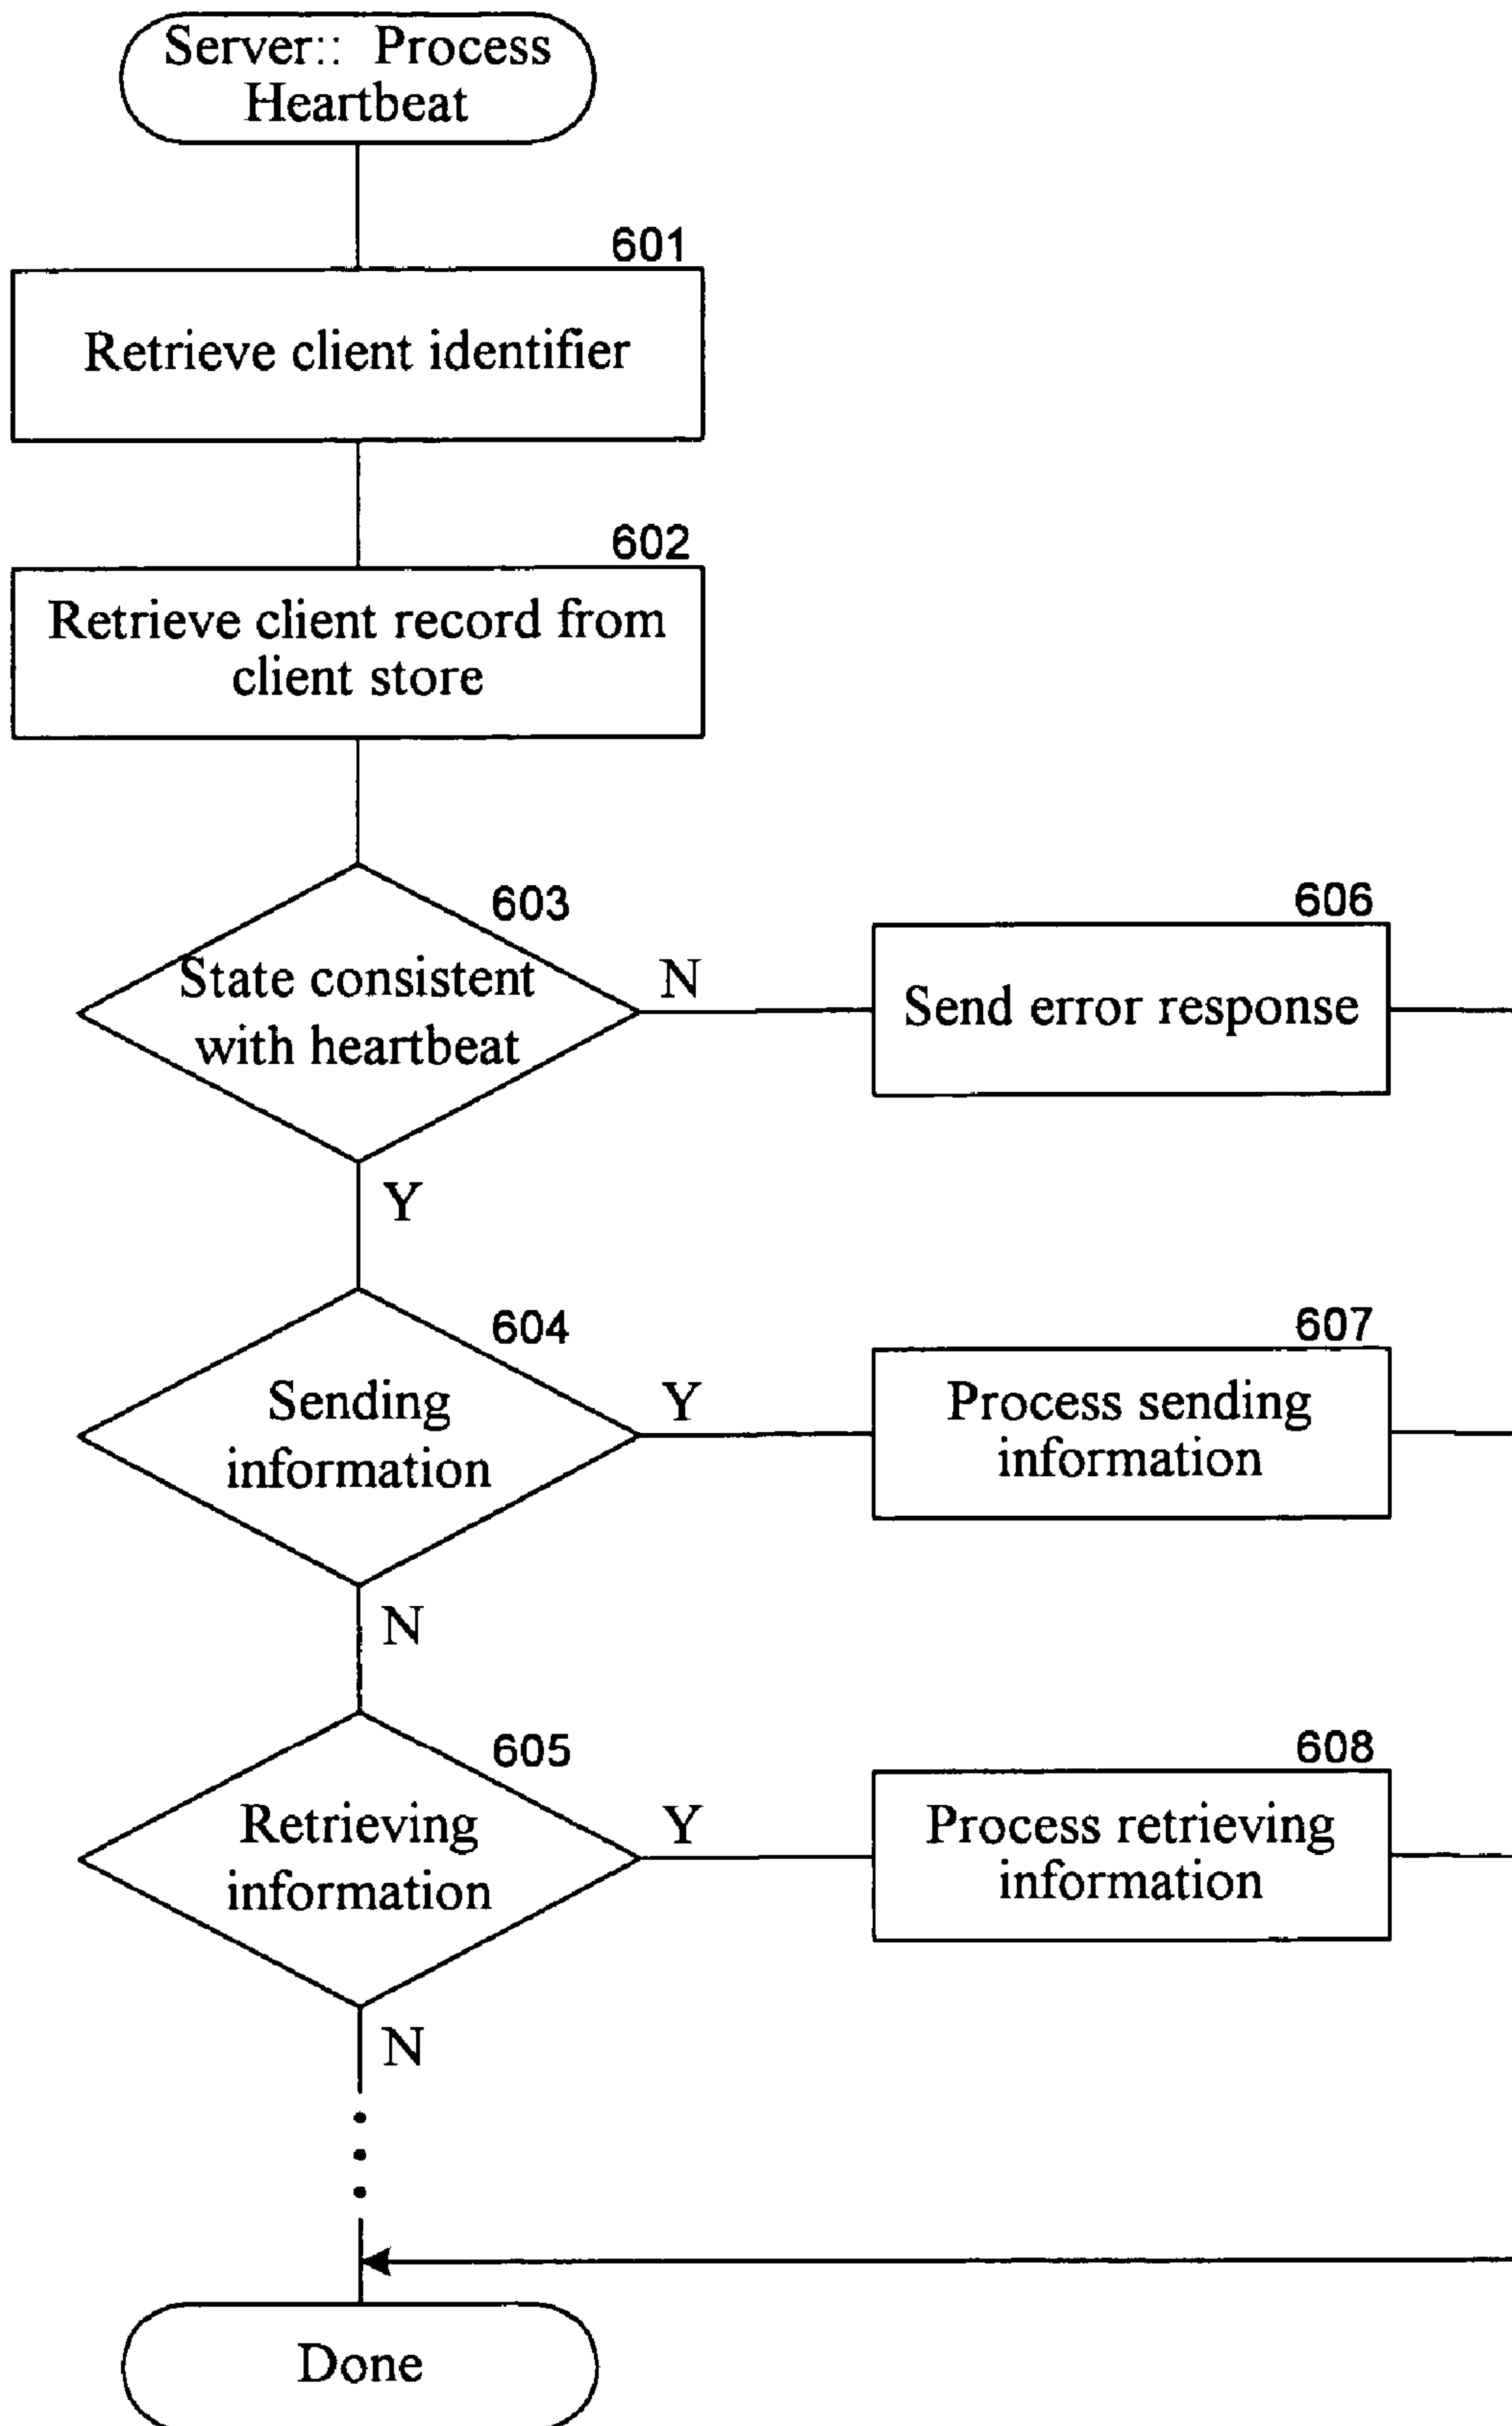 Server:: Process
Heartbeat
601
Retrieve client identifier
602
Retrieve client record from
client store
603
State consistent
with heartbeat
N
606
Send error response
Y
604
Sending
information
Y
607
Process sending
information
N
605
Retrieving
information
Y
608
Process retrieving
information
N
Done